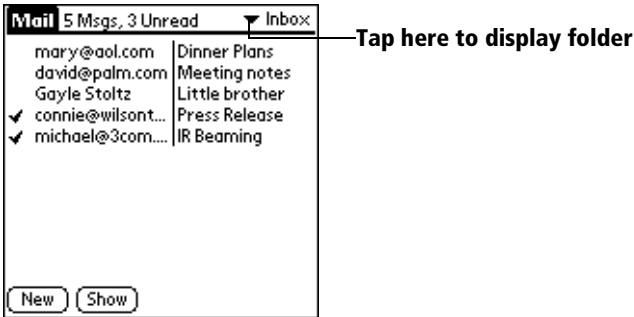 Mail 5 Msgs, 3 Unread Inbox
Tap here to display folder
mary@aol.com Dinner Plans
david@palm.com Meeting notes
Gayle Stoltz Little brother
connie@wilsont... Press Release
michael@3com.... IR Beaming
New Show